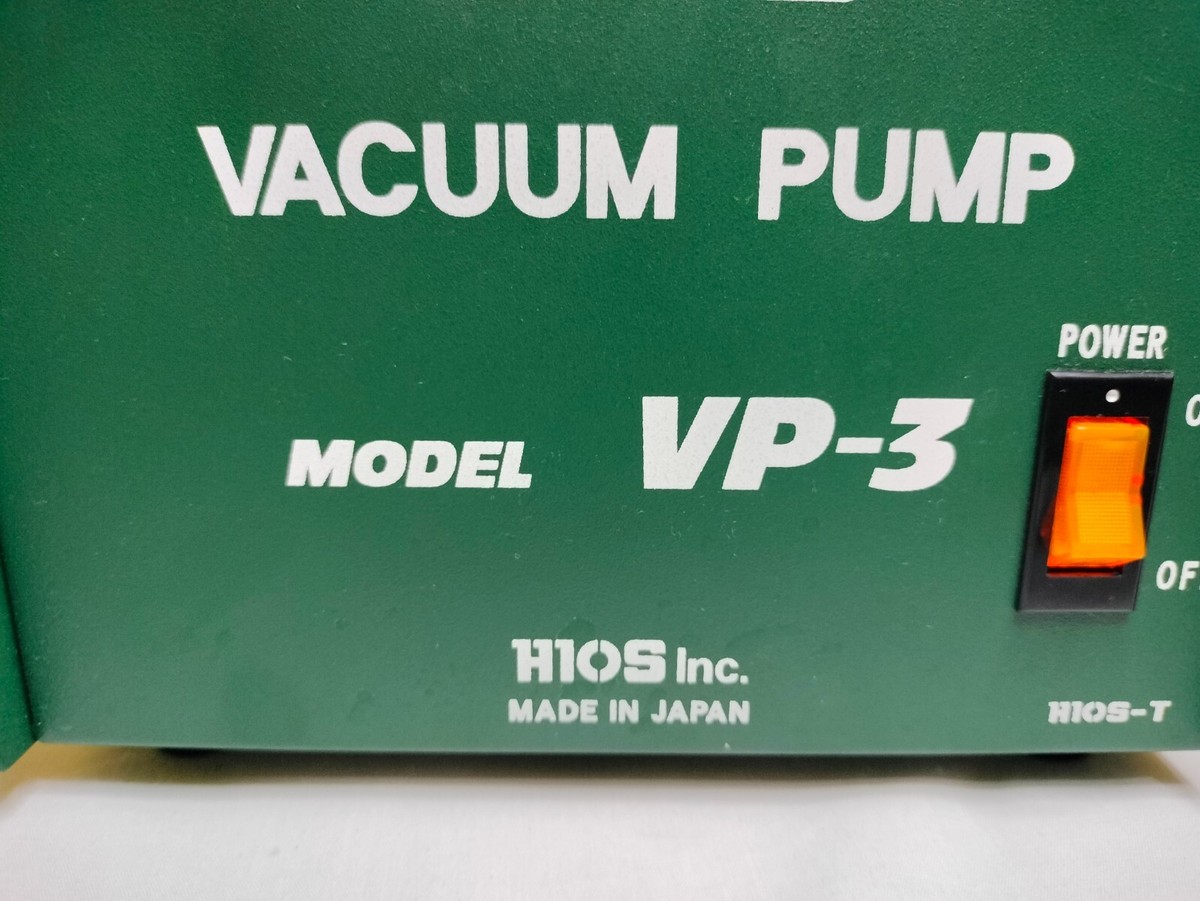 VACUUM PUMP
POWER
MODEL VP-3
HIOS Inc.
MADE IN JAPAN
HIOS-T